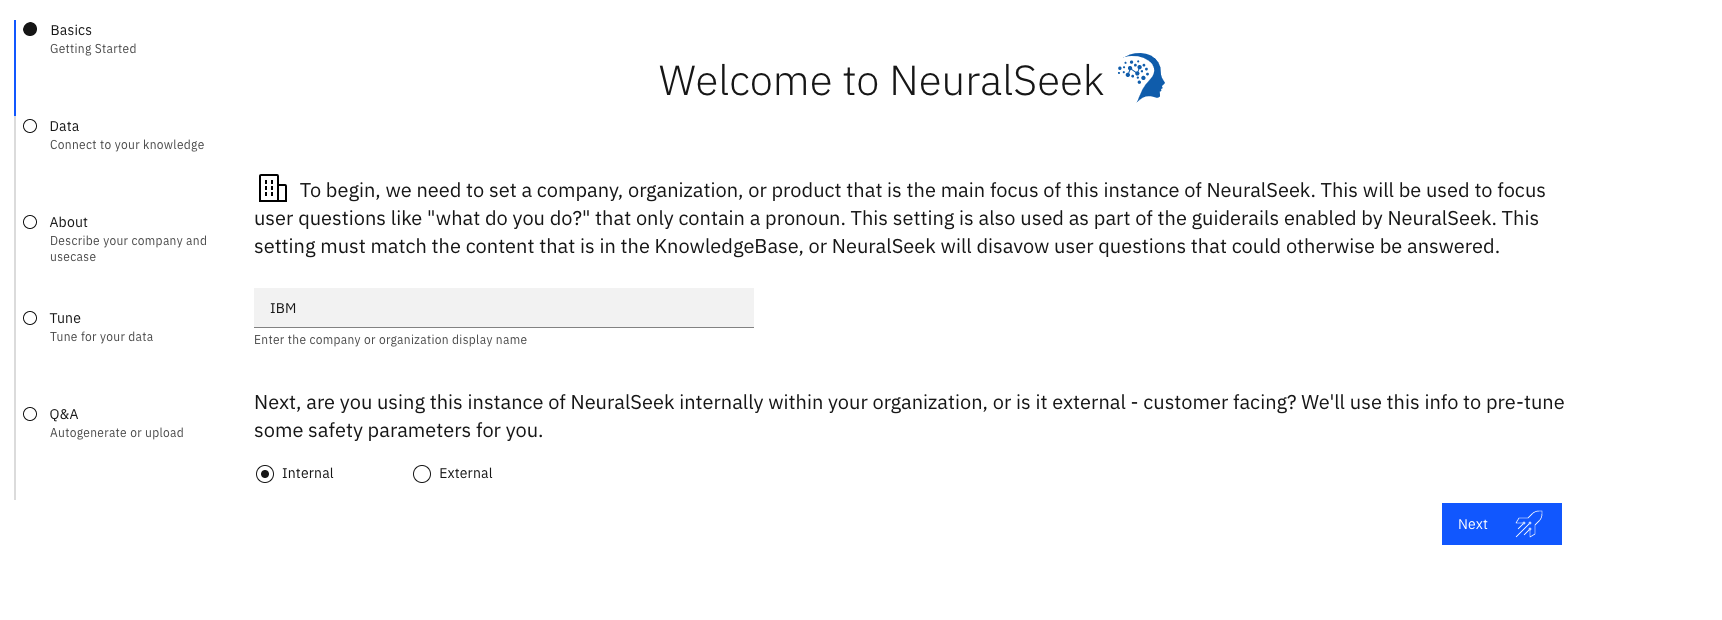 Basics
Getting Started
Data
Connect to your knowledge
About
Describe your company and
usecase
Tune
Tune for your data
Q&A
Autogenerate or upload
Welcome to NeuralSeek
To begin, we need to set a company, organization, or product that is the main focus of this instance of NeuralSeek. This will be used to focus
user questions like "what do you do?" that only contain a pronoun. This setting is also used as part of the guiderails enabled by NeuralSeek. This
setting must match the content that is in the KnowledgeBase, or NeuralSeek will disavow user questions that could otherwise be answered.
IBM
Enter the company or organization display name
Next, are you using this instance of NeuralSeek internally within your organization, or is it external - customer facing? We'll use this info to pre-tune
some safety parameters for you.
Internal External
Next